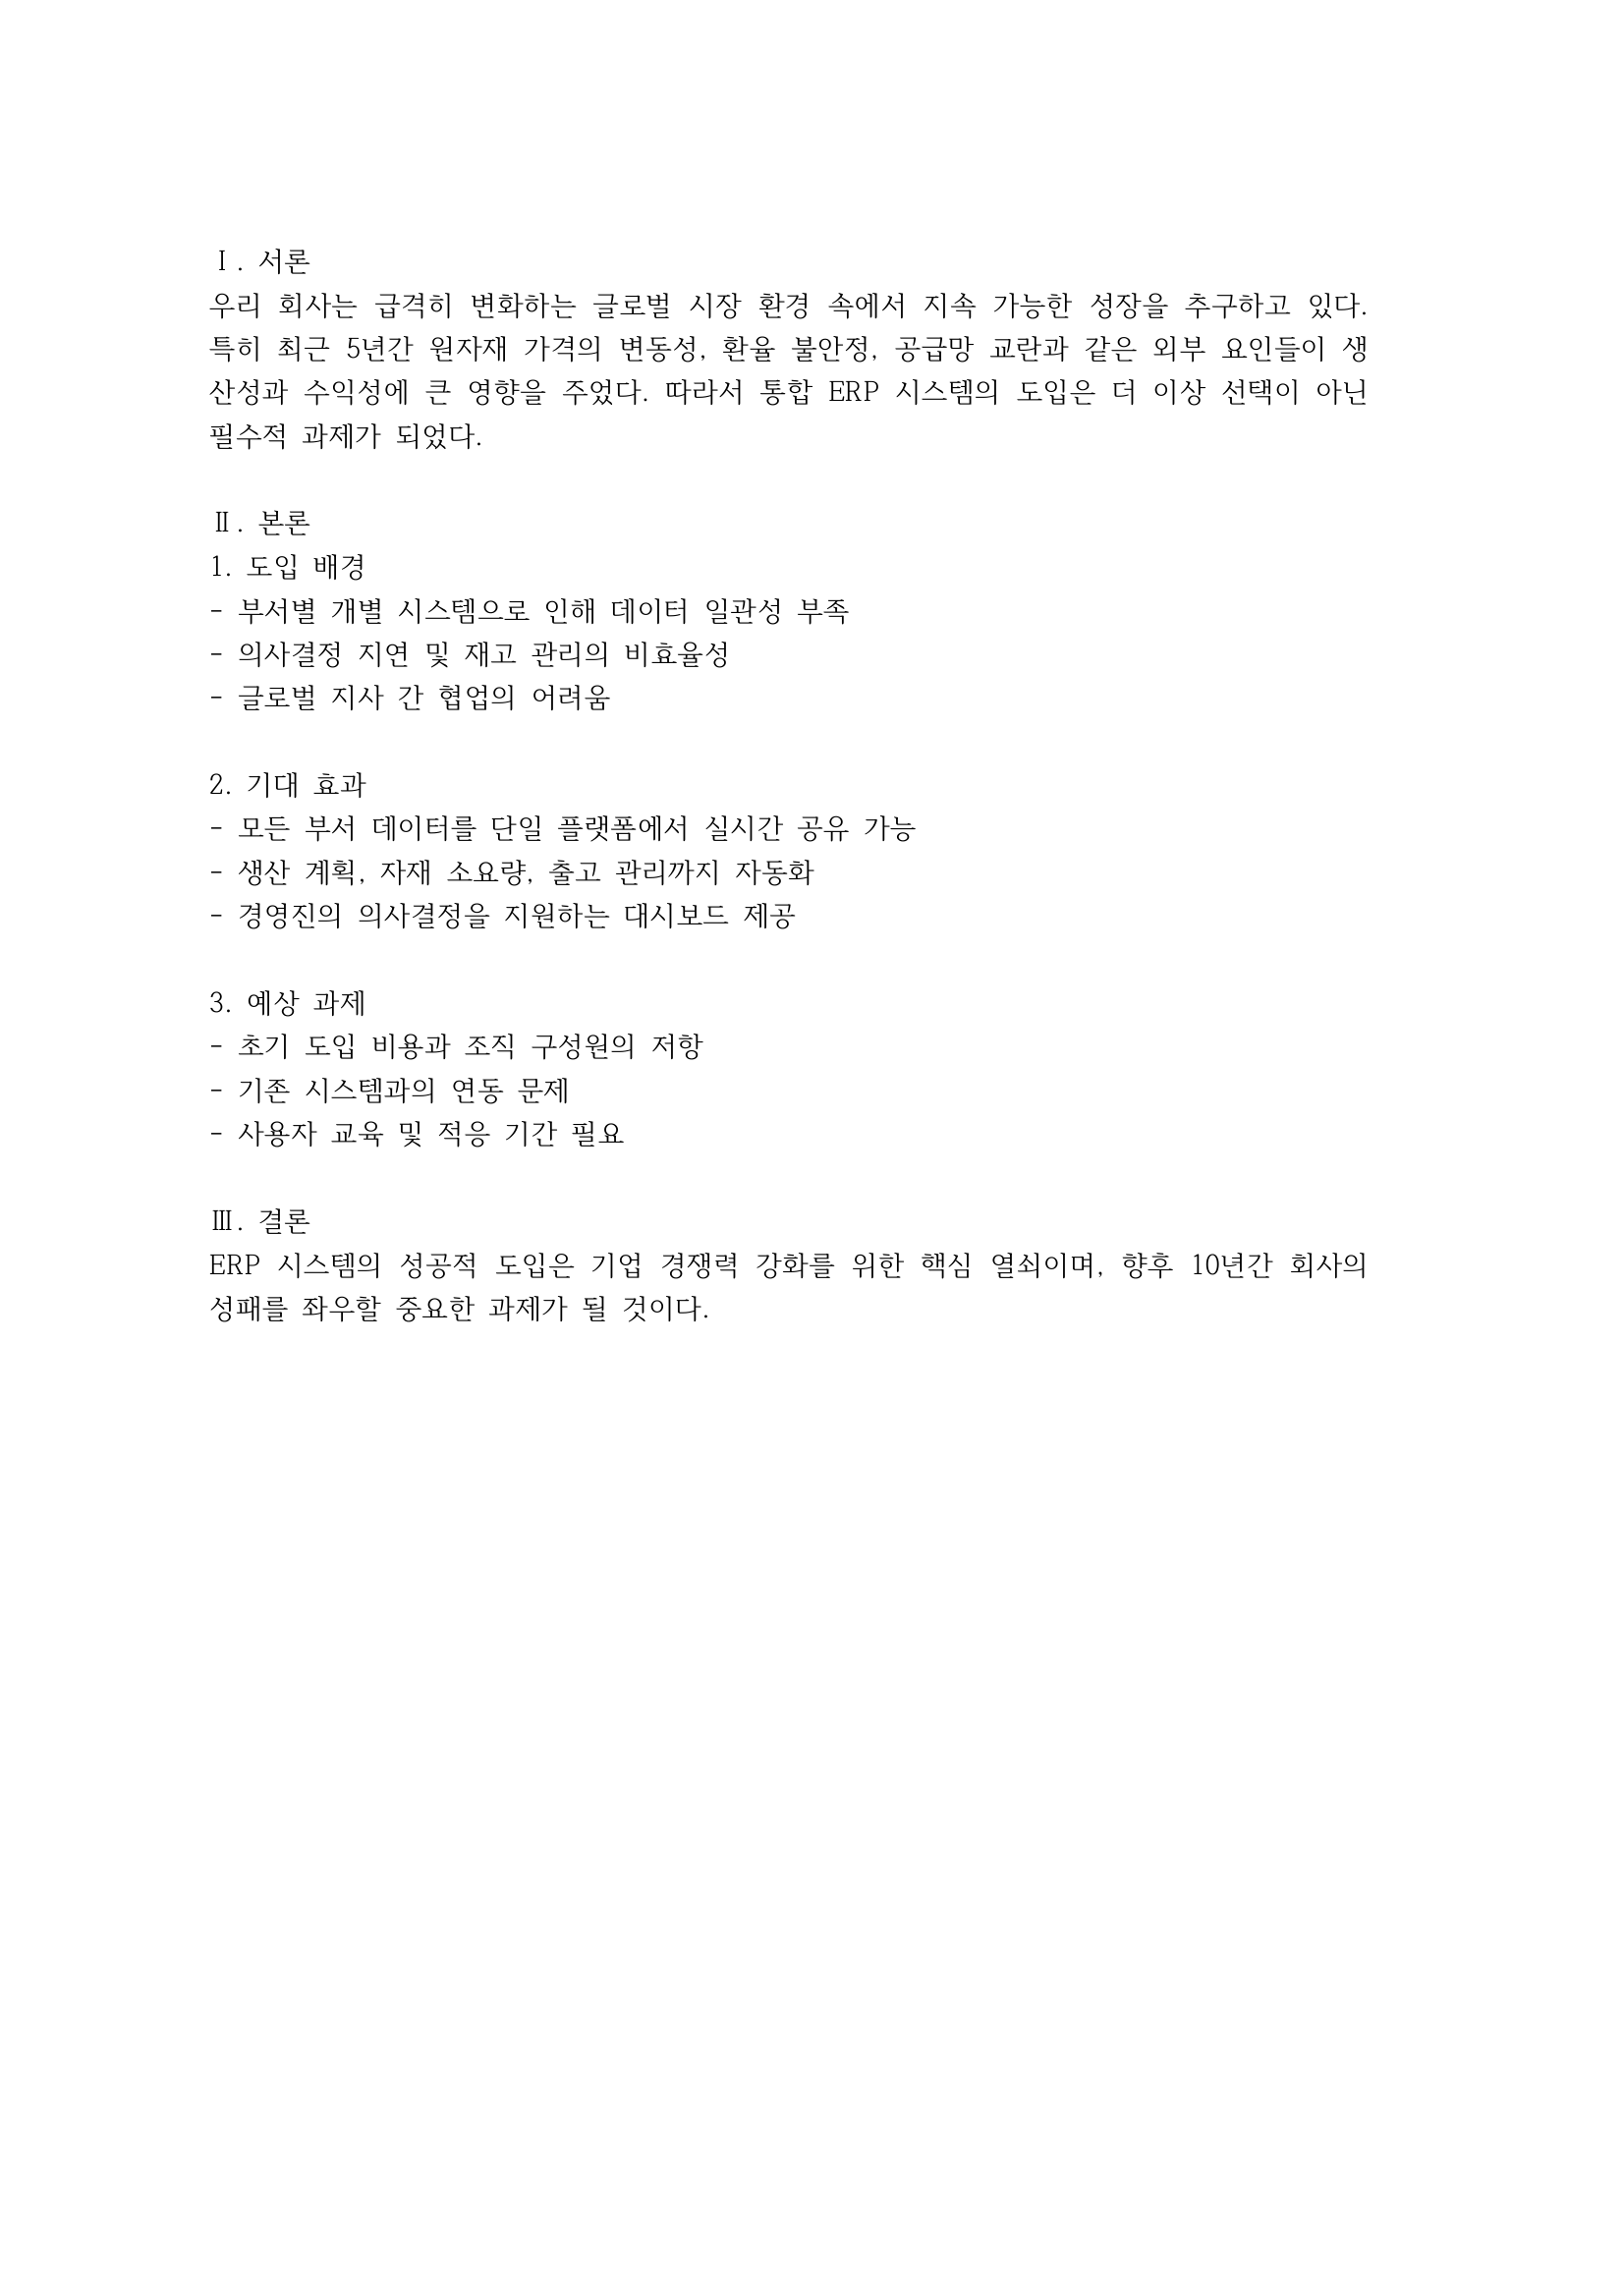 Ⅰ. 서론
우리 회사는 급격히 변화하는 글로벌 시장 환경 속에서 지속 가능한 성장을 추구하고 있다.
특히 최근 5년간 원자재 가격의 변동성, 환율 불안정, 공급망 교란과 같은 외부 요인들이 생
산성과 수익성에 큰 영향을 주었다. 따라서 통합 ERP 시스템의 도입은 더 이상 선택이 아닌
필수적 과제가 되었다.

Ⅱ. 본론
1. 도입 배경
- 부서별 개별 시스템으로 인해 데이터 일관성 부족
- 의사결정 지연 및 재고 관리의 비효율성
- 글로벌 지사 간 협업의 어려움

2. 기대 효과
- 모든 부서 데이터를 단일 플랫폼에서 실시간 공유 가능
- 생산 계획, 자재 소요량, 출고 관리까지 자동화
- 경영진의 의사결정을 지원하는 대시보드 제공

3. 예상 과제
- 초기 도입 비용과 조직 구성원의 저항
- 기존 시스템과의 연동 문제
- 사용자 교육 및 적응 기간 필요

Ⅲ. 결론
ERP 시스템의 성공적 도입은 기업 경쟁력 강화를 위한 핵심 열쇠이며, 향후 10년간 회사의
성패를 좌우할 중요한 과제가 될 것이다.